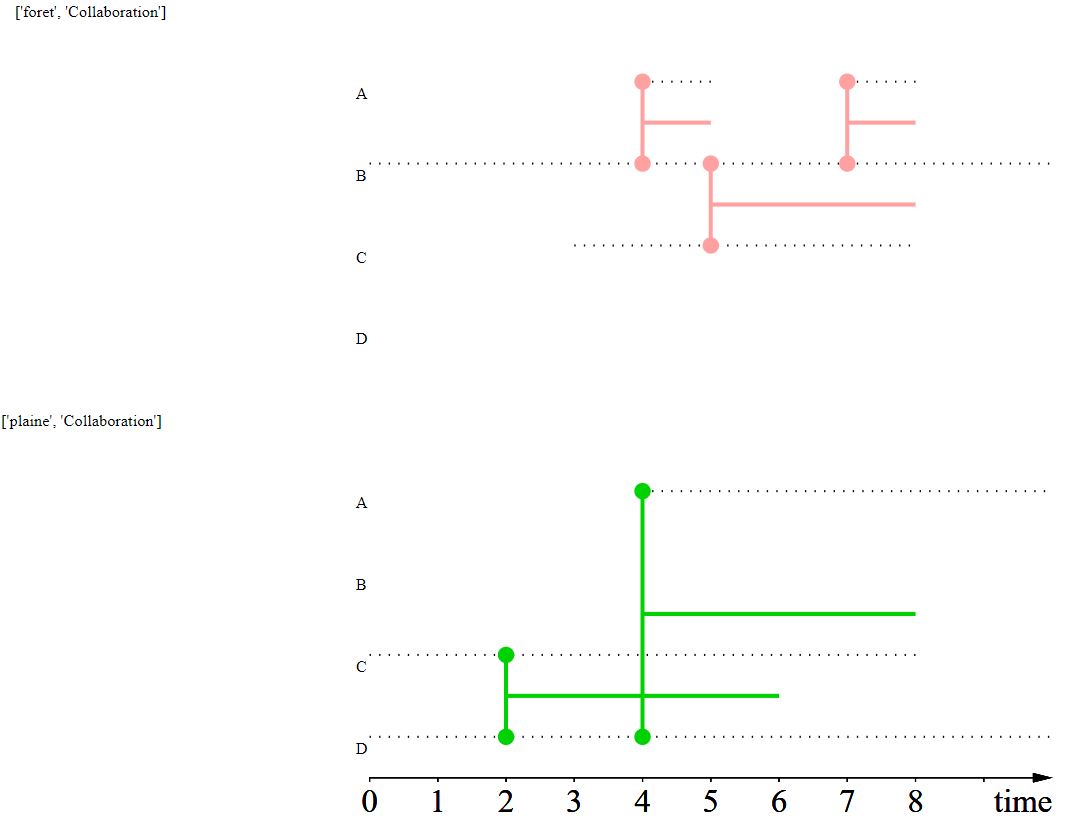 ['foret', 'Collaboration']
A
B
C
D
['plaine', 'Collaboration']
A
B
C
D
0 1 2 3 4 5 6 7 8 time